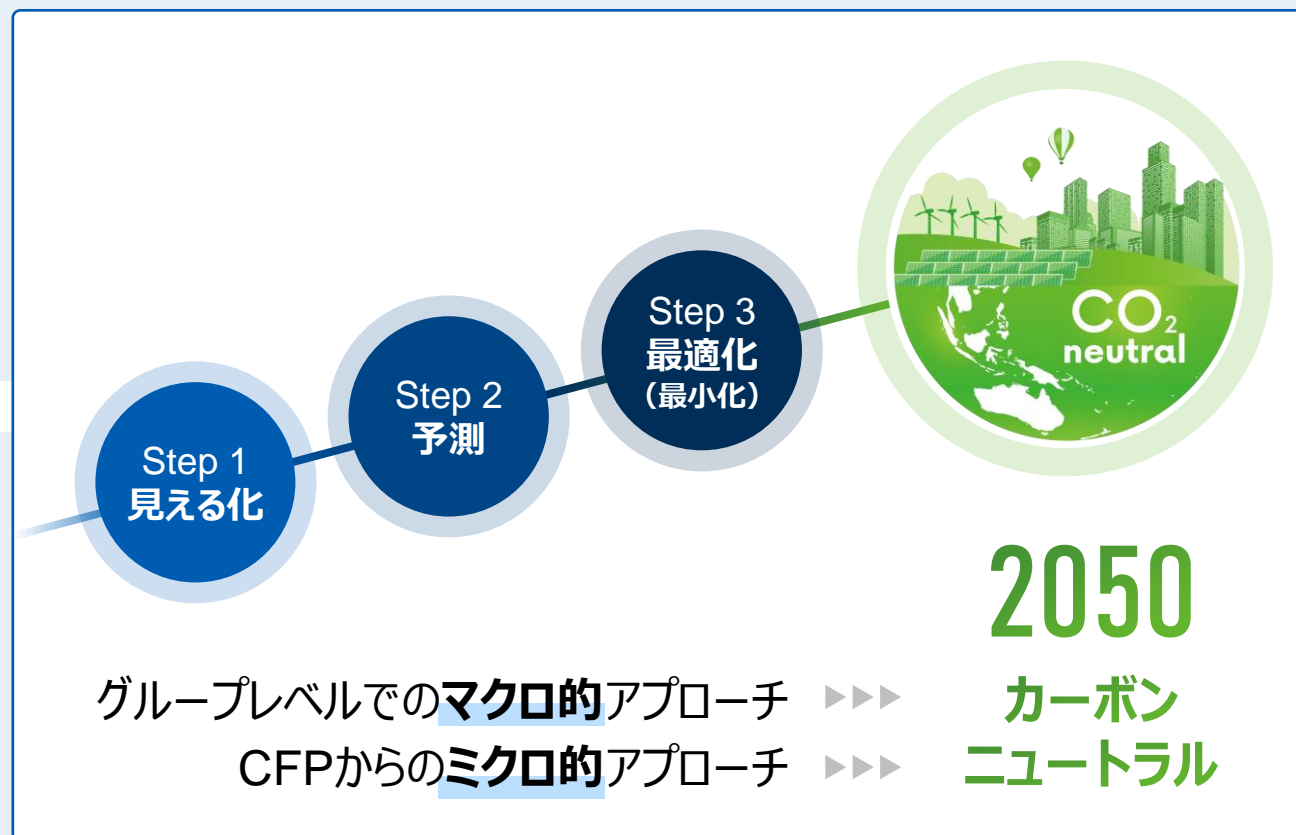 Step 1
見える化
Step 2
予測
Step 3
最適化
（最小化）
CO₂
neutral
2050
グループレベルでのマクロ的アプローチ ▶▶▶ カーボン
CFPからのミクロ的アプローチ ▶▶▶ ニュートラル